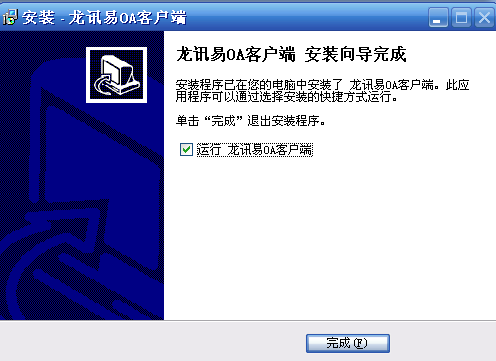 安装 - 龙讯易OA客户端
龙讯易OA客户端 安装向导完成
安装程序已在您的电脑中安装了 龙讯易OA客户端。此应
用程序可以通过选择安装的快捷方式运行。
单击“完成”退出安装程序。
运行 龙讯易OA客户端
完成(F)